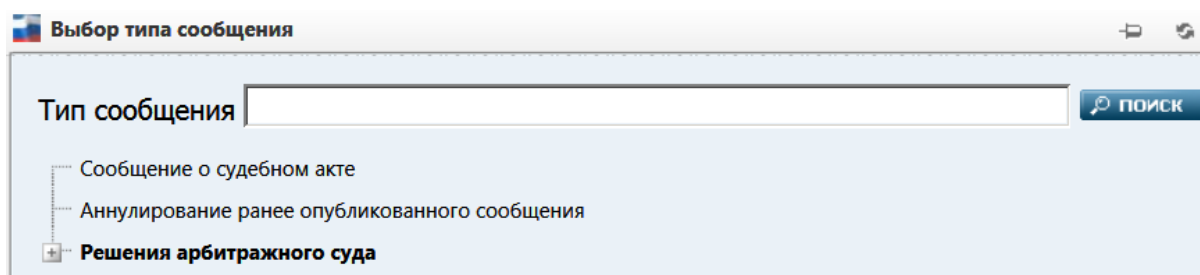 Выбор типа сообщения
Тип сообщения ПОИСК
Сообщение о судебном акте
Аннулирование ранее опубликованного сообщения
Решения арбитражного суда